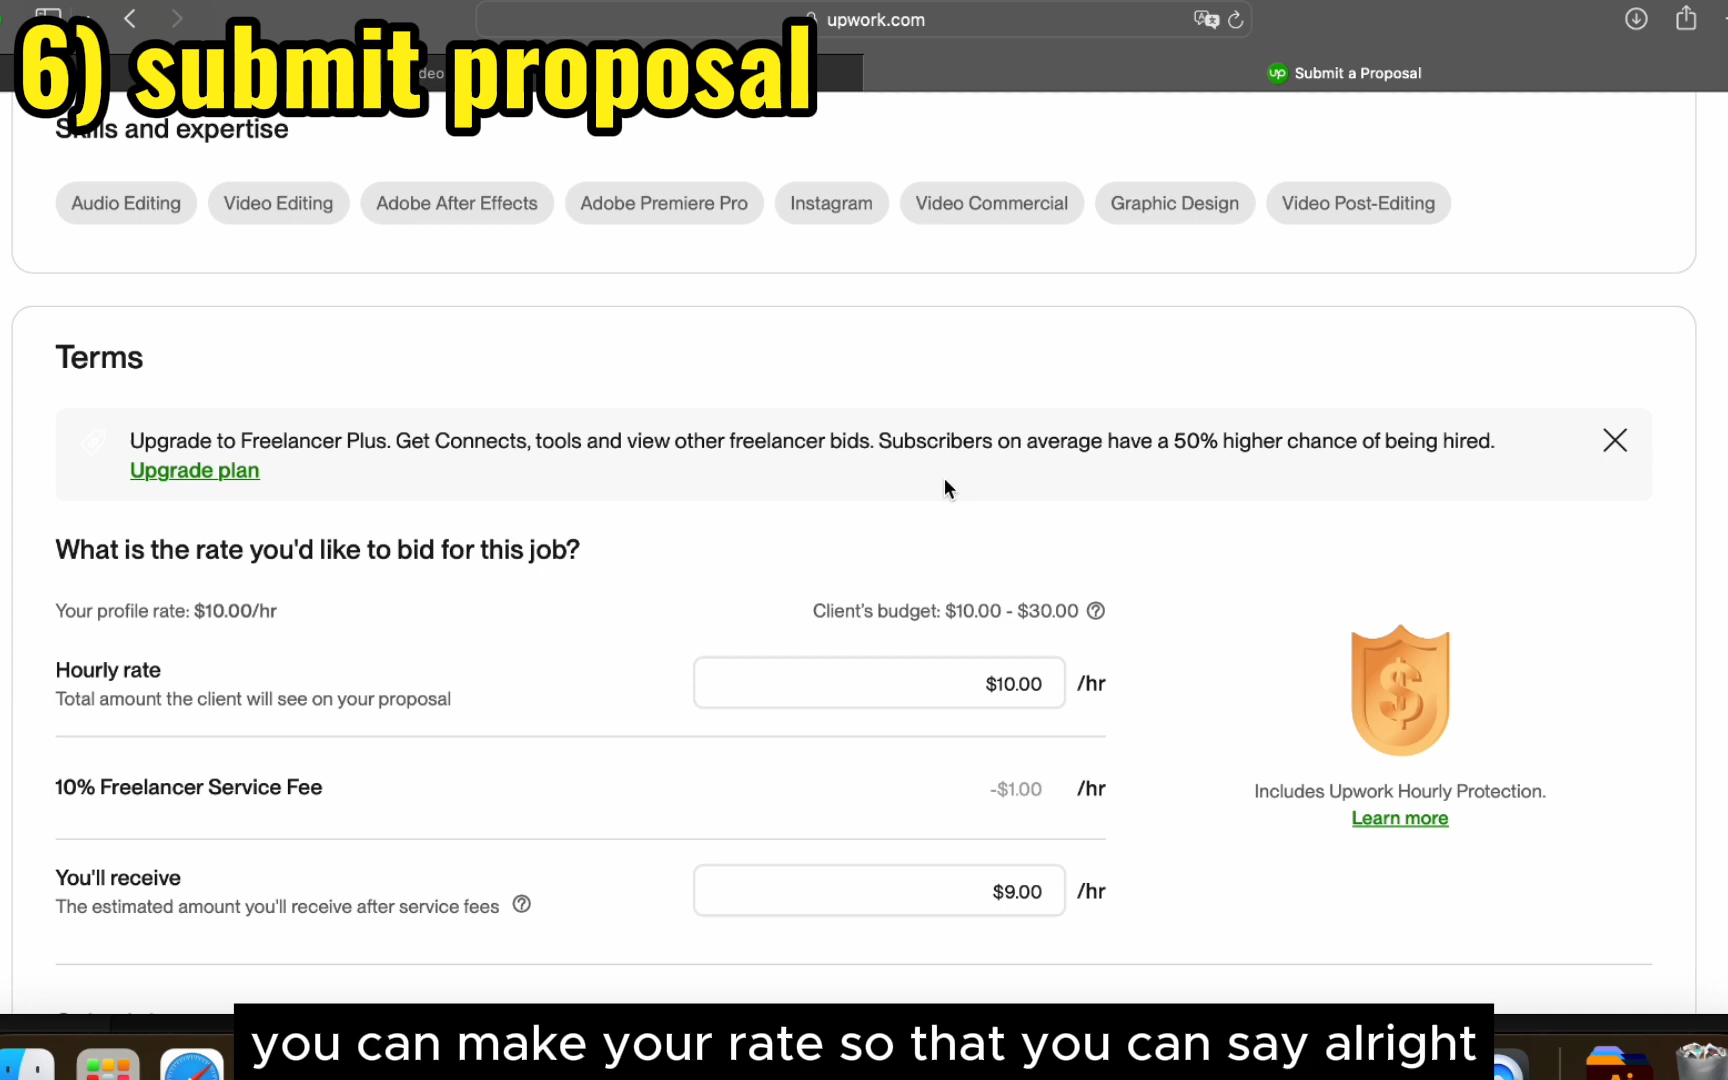 upwork.com
6) submit proposal
deo
up Submit a Proposal
Skills and expertise
Audio Editing
Video Editing
Adobe After Effects
Adobe Premiere Pro
Instagram
Video Commercial
Graphic Design
Video Post-Editing
Terms
Upgrade to Freelancer Plus. Get Connects, tools and view other freelancer bids. Subscribers on average have a 50% higher chance of being hired.
Upgrade plan
What is the rate you'd like to bid for this job?
Your profile rate: $10.00/hr
Client's budget: $10.00 - $30.00
Hourly rate
Total amount the client will see on your proposal
$10.00 /hr
10% Freelancer Service Fee
-$1.00 /hr
Includes Upwork Hourly Protection.
Learn more
You'll receive
The estimated amount you'll receive after service fees
$9.00 /hr
you can make your rate so that you can say alright